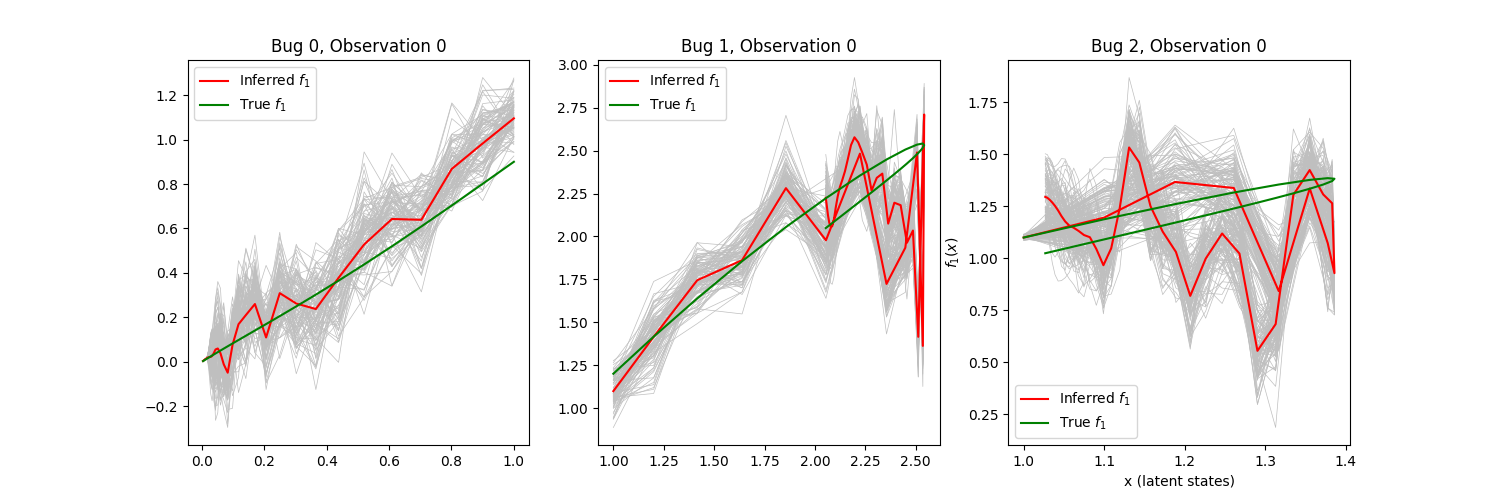 Bug 0, Observation 0
Inferred f₁
True f₁
1.2
1.0
0.8
0.6
0.4
0.2
0.0
−0.2
0.0 0.2 0.4 0.6 0.8 1.0
Bug 1, Observation 0
Inferred f₁
True f₁
3.00
2.75
2.50
2.25
2.00
1.75
1.50
1.25
1.00
1.00 1.25 1.50 1.75 2.00 2.25 2.50
Bug 2, Observation 0
f₁(x)
1.75
1.50
1.25
1.00
0.75
0.50
0.25
Inferred f₁
True f₁
1.0 1.1 1.2 1.3 1.4
x (latent states)